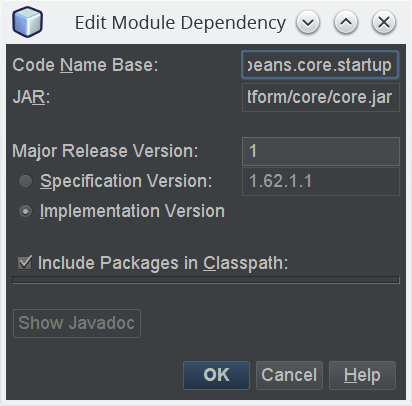 Edit Module Dependency
Code Name Base: beans.core.startup
JAR: tform/core/core.jar
Major Release Version: 1
Specification Version: 1.62.1.1
Implementation Version
Include Packages in Classpath:
Show Javadoc
OK Cancel Help